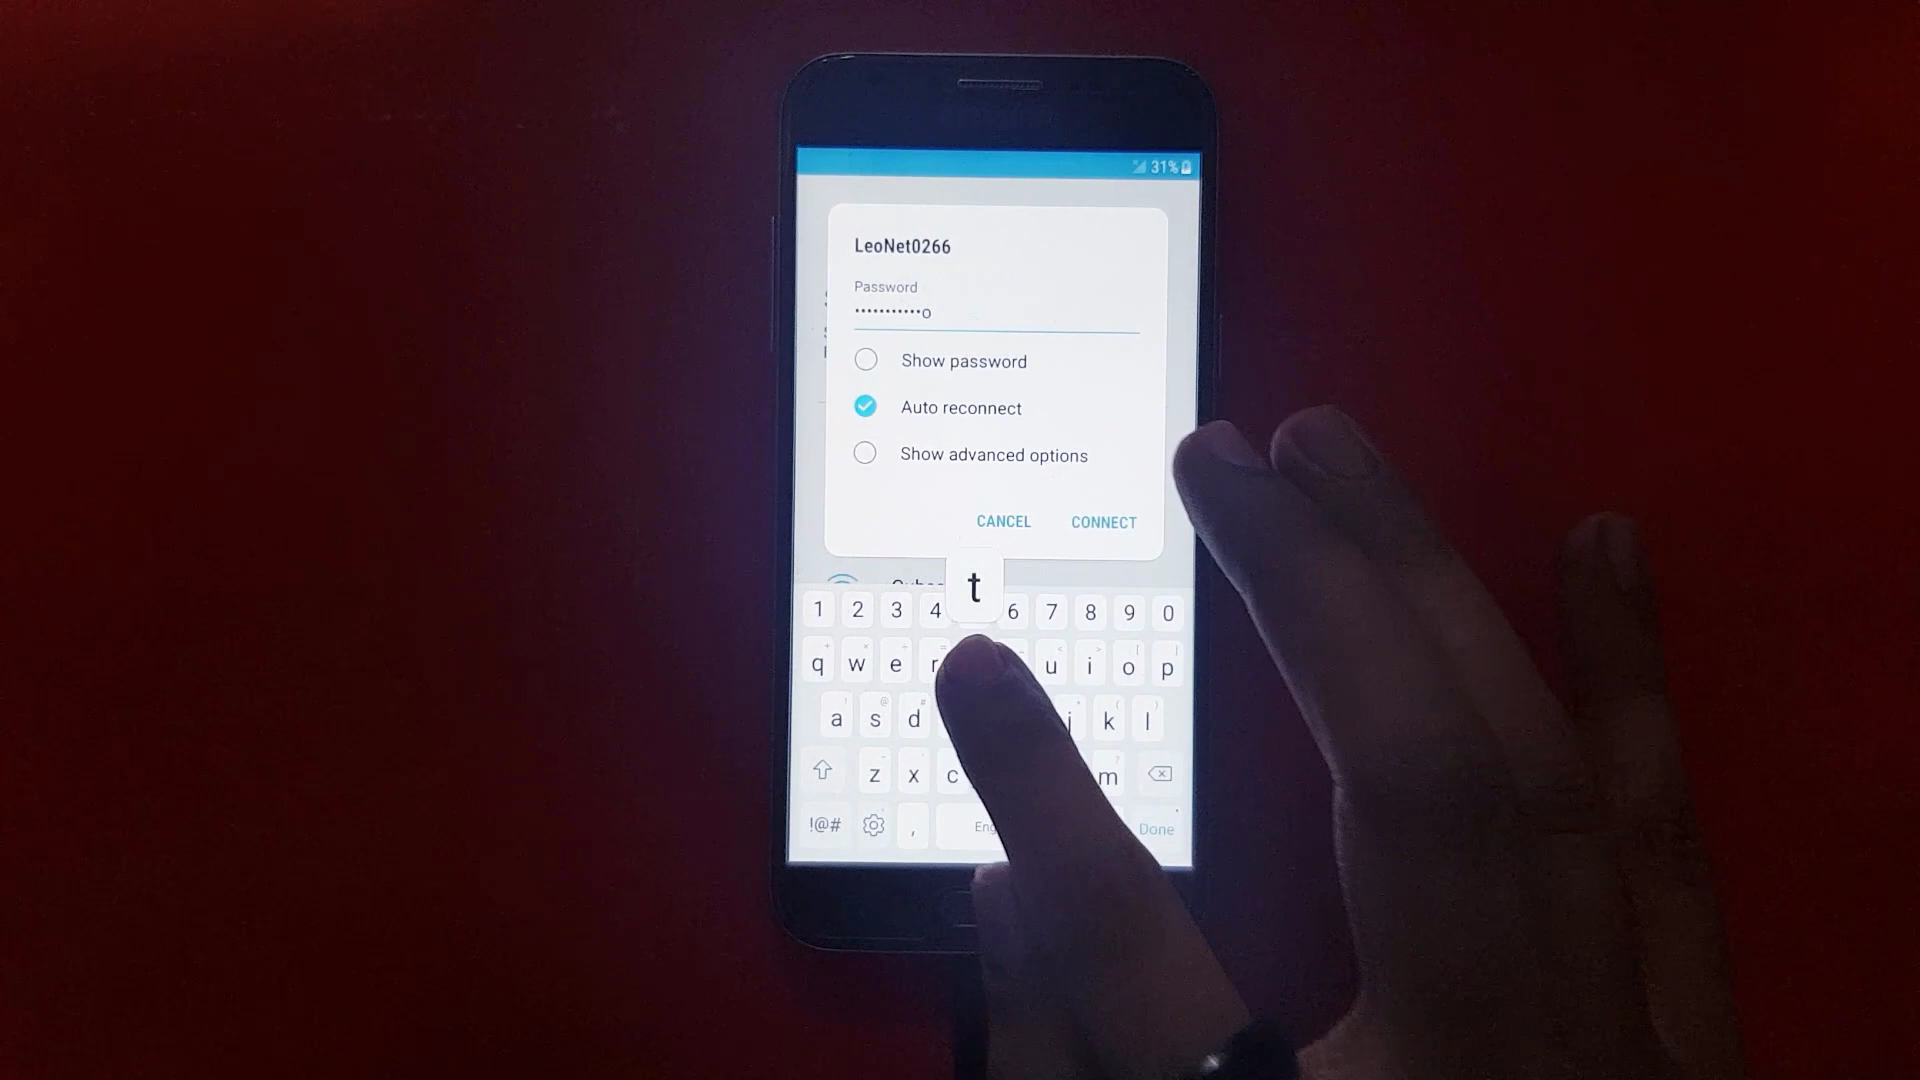 31%
LeoNet0266
Password
•••••••••••o
Show password
Auto reconnect
Show advanced options
CANCEL CONNECT
t
1 2 3 4 6 7 8 9 0
q w e r u i o p
a s d j k l
z x c m
!@# , Eng Done